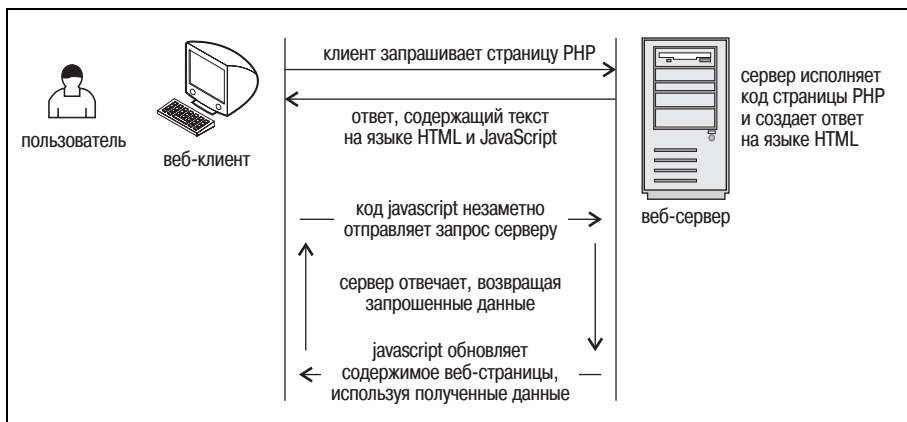 клиент запрашивает страницу PHP
ответ, содержащий текст
на языке HTML и JavaScript
пользователь
веб-клиент
сервер исполняет
код страницы PHP
и создает ответ
на языке HTML
веб-сервер
код javascript незаметно
отправляет запрос серверу
сервер отвечает, возвращая
запрошенные данные
javascript обновляет
содержимое веб-страницы,
используя полученные данные